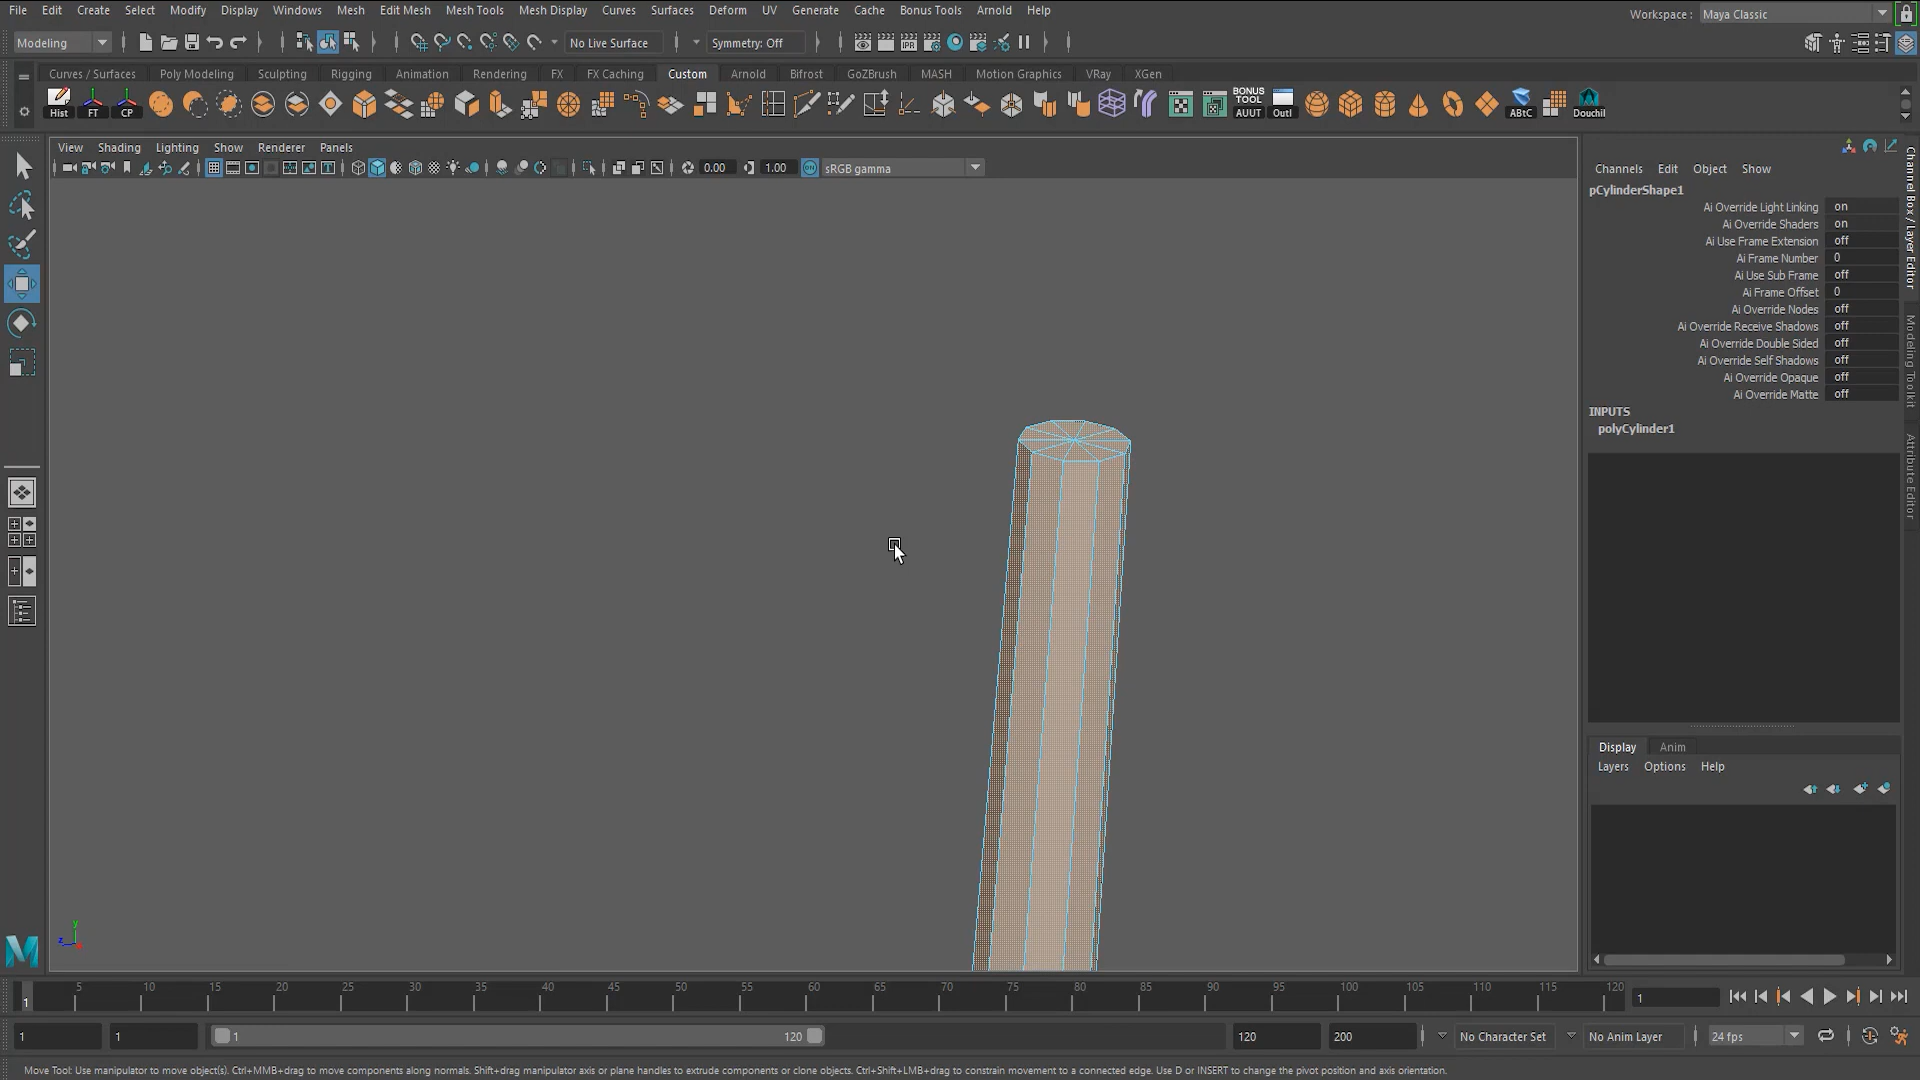 File Edit Create Select Modify Display Windows Mesh Edit Mesh Mesh Tools Mesh Display Curves Surfaces Deform UV Generate Cache Bonus Tools Arnold Help
Workspace : Maya Classic
Modeling No Live Surface Symmetry: Off IPR
Curves / Surfaces Poly Modeling Sculpting Rigging Animation Rendering FX FX Caching Custom Arnold Bifrost GoZBrush MASH Motion Graphics VRay XGen
BONUS TOOL
Hist FT CP AUUT Outl ABtC Douchil
View Shading Lighting Show Renderer Panels
0.00 1.00 sRGB gamma
Channels Edit Object Show
pCylinderShape1
Ai Override Light Linking on
Ai Override Shaders on
Ai Use Frame Extension off
Ai Frame Number 0
Ai Use Sub Frame off
Ai Frame Offset 0
Ai Override Nodes off
Ai Override Receive Shadows off
Ai Override Double Sided off
Ai Override Self Shadows off
Ai Override Opaque off
Ai Override Matte off
INPUTS
polyCylinder1
Channel Box / Layer Editor
Modeling Toolkit
Attribute Editor
Display Anim
Layers Options Help
y
z
M
5 10 15 20 25 30 35 40 45 50 55 60 65 70 75 80 85 90 95 100 105 110 115 120
1 1
1 1 1 120 120 200 No Character Set No Anim Layer 24 fps
Move Tool: Use manipulator to move object(s). Ctrl+MMB+drag to move components along normals. Shift+drag manipulator axis or plane handles to extrude components or clone objects. Ctrl+Shift+LMB+drag to constrain movement to a connected edge. Use D or INSERT to change the pivot position and axis orientation.